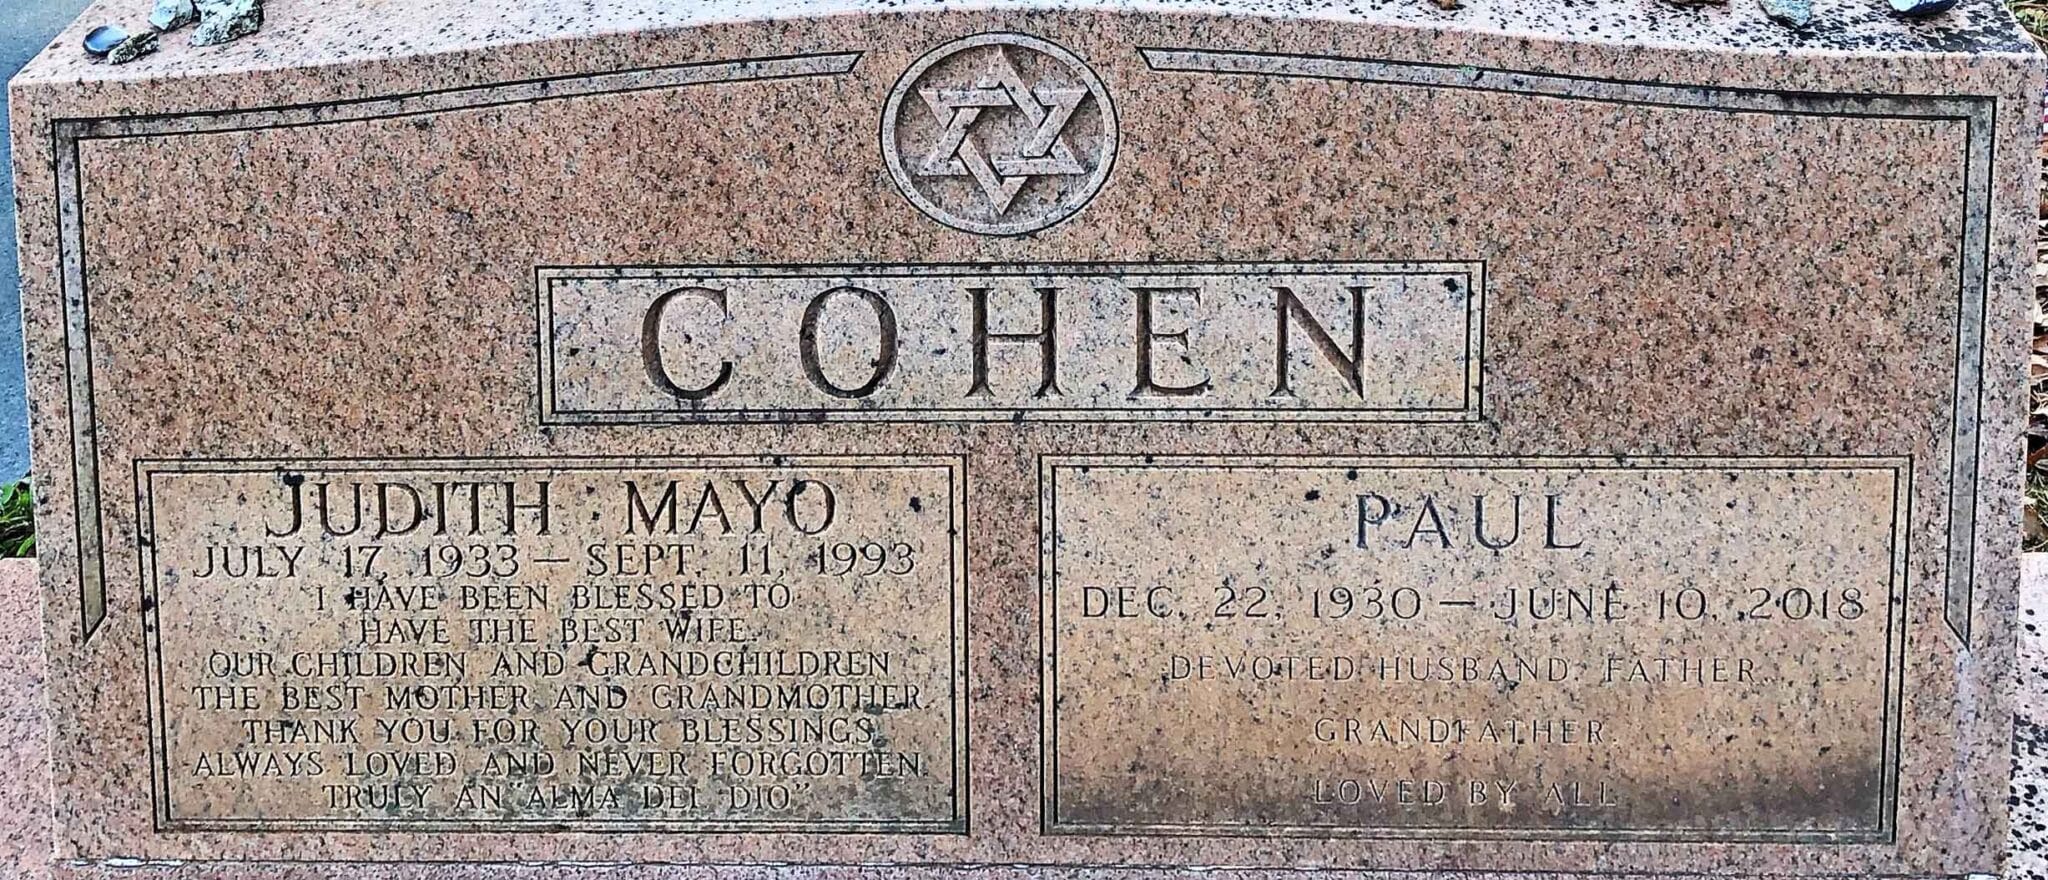 COHEN
JUDITH MAYO
JULY 17, 1933 — SEPT. 11, 1993
I HAVE BEEN BLESSED TO
HAVE THE BEST WIFE.
OUR CHILDREN AND GRANDCHILDREN
THE BEST MOTHER AND GRANDMOTHER.
THANK YOU FOR YOUR BLESSINGS
ALWAYS LOVED AND NEVER FORGOTTEN.
TRULY AN "ALMA DEL DIO"
PAUL
DEC. 22, 1930 — JUNE 10, 2018
DEVOTED HUSBAND, FATHER,
GRANDFATHER.
LOVED BY ALL